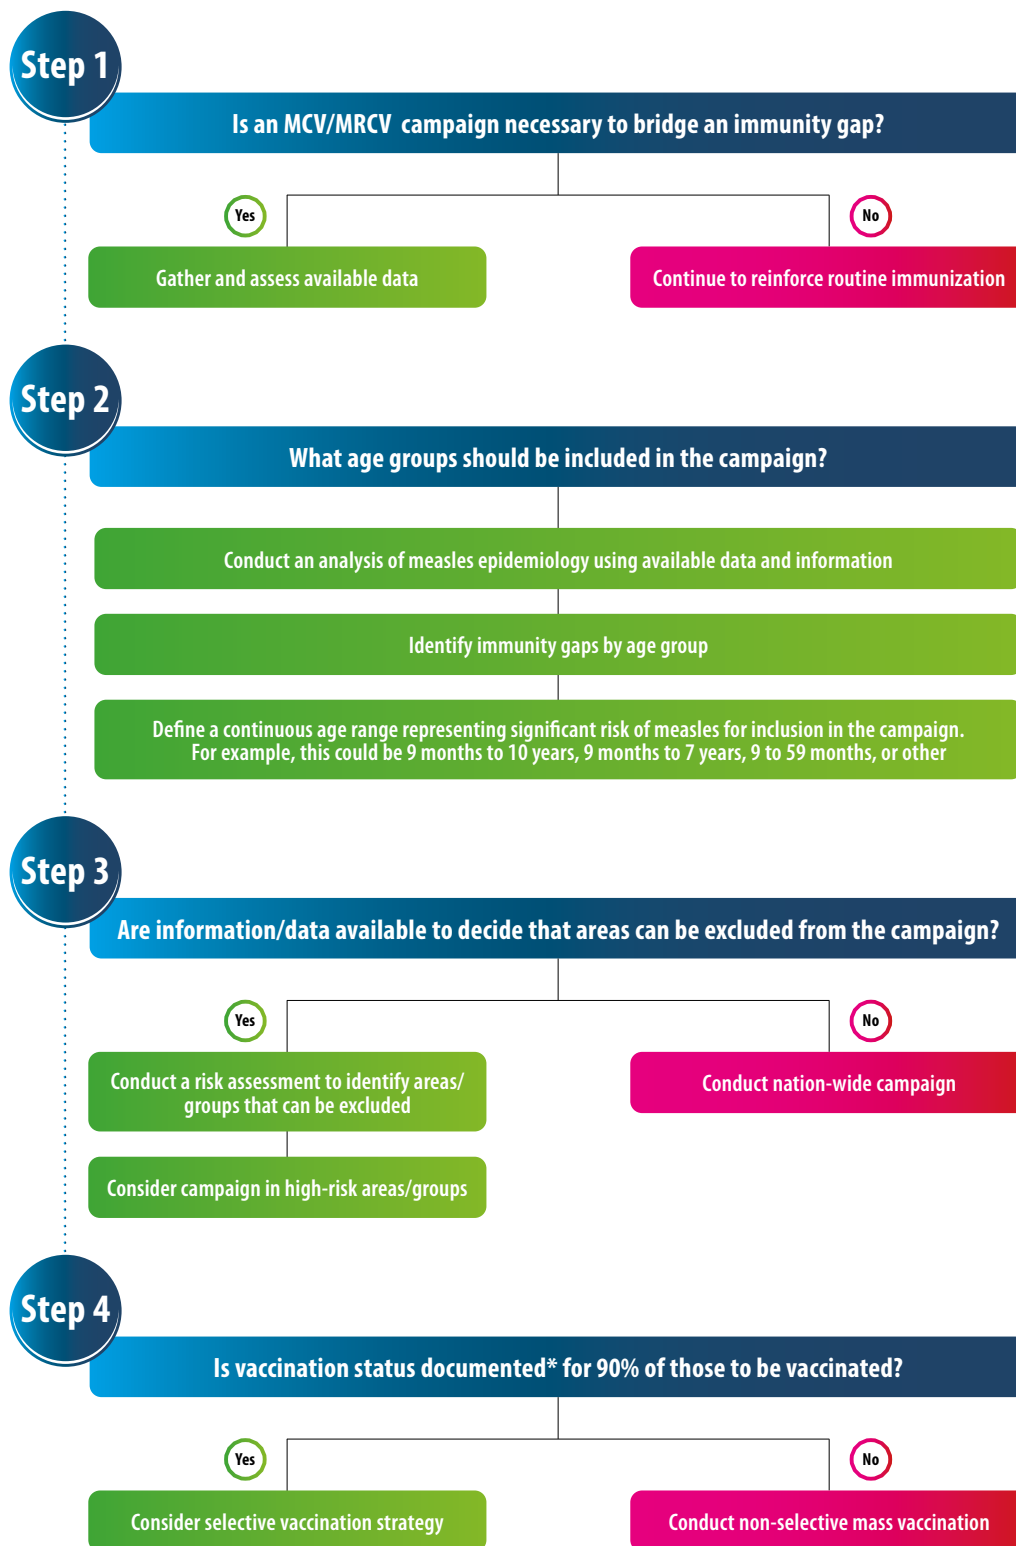 Step 1
Is an MCV/MRCV campaign necessary to bridge an immunity gap?
Yes
No
Gather and assess available data
Continue to reinforce routine immunization
Step 2
What age groups should be included in the campaign?
Conduct an analysis of measles epidemiology using available data and information
Identify immunity gaps by age group
Define a continuous age range representing significant risk of measles for inclusion in the campaign.
For example, this could be 9 months to 10 years, 9 months to 7 years, 9 to 59 months, or other
Step 3
Are information/data available to decide that areas can be excluded from the campaign?
Yes
No
Conduct a risk assessment to identify areas/
groups that can be excluded
Conduct nation-wide campaign
Consider campaign in high-risk areas/groups
Step 4
Is vaccination status documented* for 90% of those to be vaccinated?
Yes
No
Consider selective vaccination strategy
Conduct non-selective mass vaccination